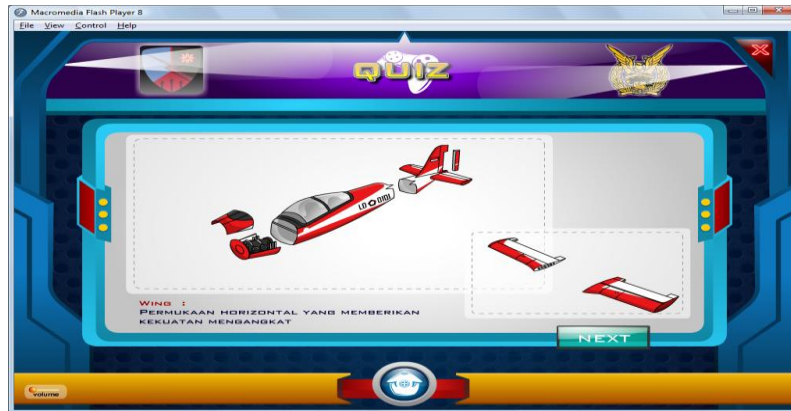 Macromedia Flash Player 8
File View Control Help
QUIZ
LD 0101
WING :
PERMUKAAN HORIZONTAL YANG MEMBERIKAN
KEKUATAN MENGANGKAT
NEXT
volume